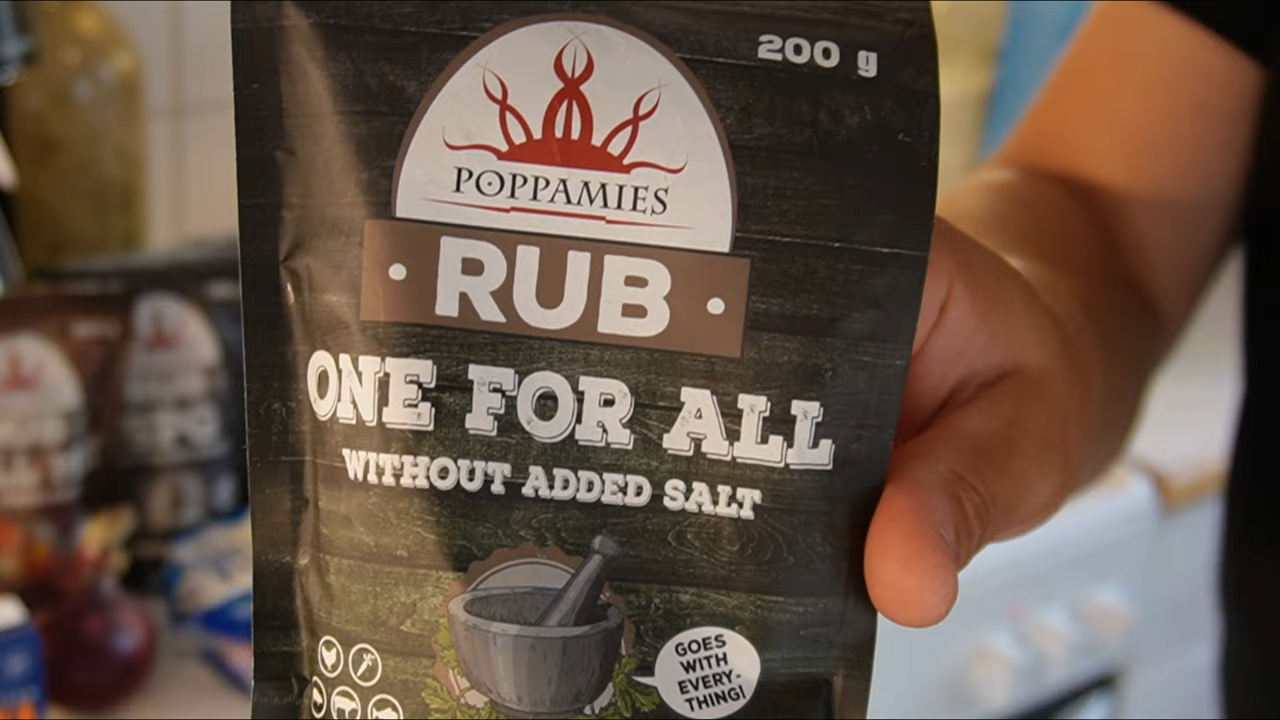 200 g
POPPAMIES
• RUB •
ONE FOR ALL
WITHOUT ADDED SALT
GOES
WITH
EVERY-
THING!